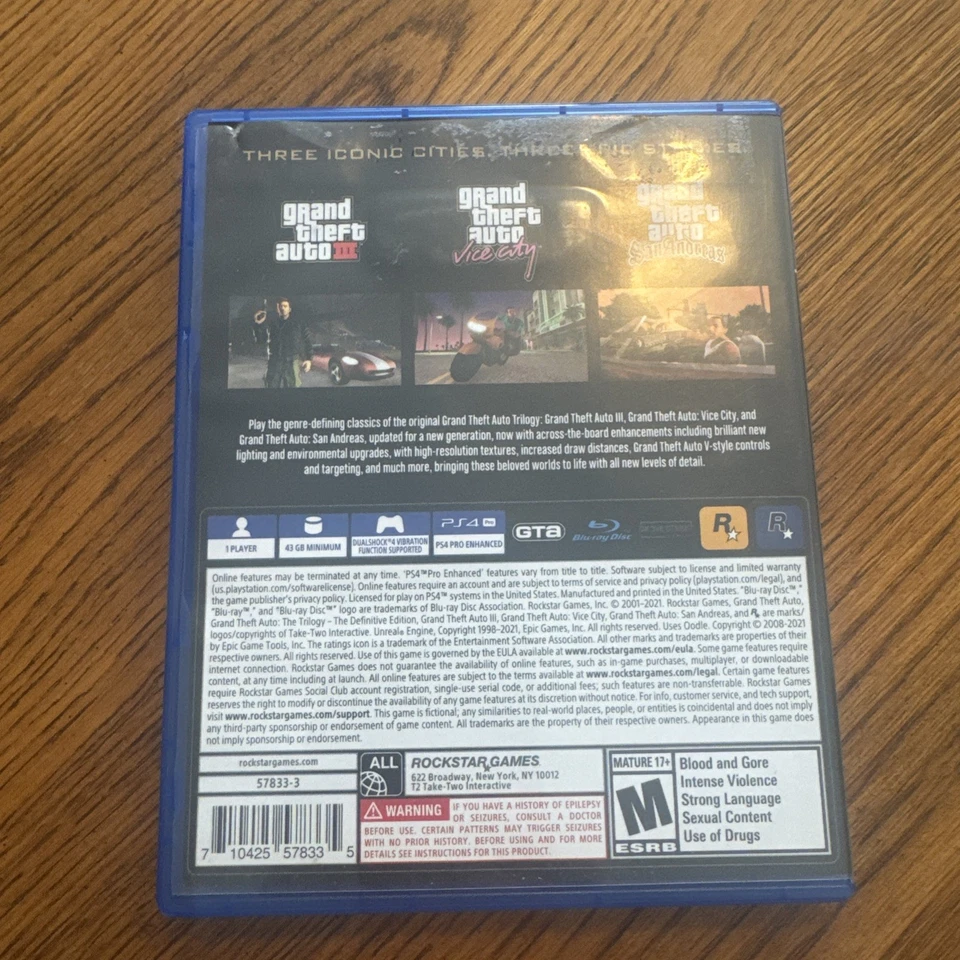 THREE ICONIC CITIES. THREE EPIC STORIES.
grand theft auto III
grand theft auto Vice City
grand theft auto San Andreas
Play the genre-defining classics of the original Grand Theft Auto Trilogy: Grand Theft Auto III, Grand Theft Auto: Vice City, and
Grand Theft Auto: San Andreas, updated for a new generation, now with across-the-board enhancements including brilliant new
lighting and environmental upgrades, with high-resolution textures, increased draw distances, Grand Theft Auto V-style controls
and targeting, and much more, bringing these beloved worlds to life with all new levels of detail.
1 PLAYER
43 GB MINIMUM
DUALSHOCK®4 VIBRATION
FUNCTION SUPPORTED
PS4 Pro
PS4 PRO ENHANCED
GTA
Blu-ray Disc
R
R
Online features may be terminated at any time. 'PS4™Pro Enhanced' features vary from title to title. Software subject to license and limited warranty
(us.playstation.com/softwarelicense). Online features require an account and are subject to terms of service and privacy policy (playstation.com/legal), and
the game publisher's privacy policy. Licensed for play on PS4™ systems in the United States. Manufactured and printed in the United States. "Blu-ray Disc™,"
"Blu-ray™," and "Blu-ray Disc™" logo are trademarks of Blu-ray Disc Association. Rockstar Games, Inc. © 2001-2021. Rockstar Games, Grand Theft Auto,
Grand Theft Auto: The Trilogy - The Definitive Edition, Grand Theft Auto III, Grand Theft Auto: Vice City, Grand Theft Auto: San Andreas, and R★ are marks/
logos/copyrights of Take-Two Interactive. Unreal® Engine, Copyright 1998-2021, Epic Games, Inc. All rights reserved. Uses Oodle. Copyright © 2008-2021
by Epic Game Tools, Inc. The ratings icon is a trademark of the Entertainment Software Association. All other marks and trademarks are properties of their
respective owners. All rights reserved. Use of this game is governed by the EULA available at www.rockstargames.com/eula. Some game features require
internet connection. Rockstar Games does not guarantee the availability of online features, such as in-game purchases, multiplayer, or downloadable
content, at any time including at launch. All online features are subject to the terms available at www.rockstargames.com/legal. Certain game features
require Rockstar Games Social Club account registration, single-use serial code, or additional fees; such features are non-transferrable. Rockstar Games
reserves the right to modify or discontinue the availability of any game features at its discretion without notice. For info, customer service, and tech support,
visit www.rockstargames.com/support. This game is fictional; any similarities to real-world places, people, or entities is coincidental and does not imply
any third-party sponsorship or endorsement of game content. All trademarks are the property of their respective owners. Appearance in this game does
not imply sponsorship or endorsement.
rockstargames.com
57833-3
7 10425 57833 5
ALL
ROCKSTAR GAMES
622 Broadway, New York, NY 10012
T2 Take-Two Interactive
WARNING IF YOU HAVE A HISTORY OF EPILEPSY
OR SEIZURES, CONSULT A DOCTOR
BEFORE USE. CERTAIN PATTERNS MAY TRIGGER SEIZURES
WITH NO PRIOR HISTORY. BEFORE USING AND FOR MORE
DETAILS SEE INSTRUCTIONS FOR THIS PRODUCT.
MATURE 17+
M
ESRB
Blood and Gore
Intense Violence
Strong Language
Sexual Content
Use of Drugs